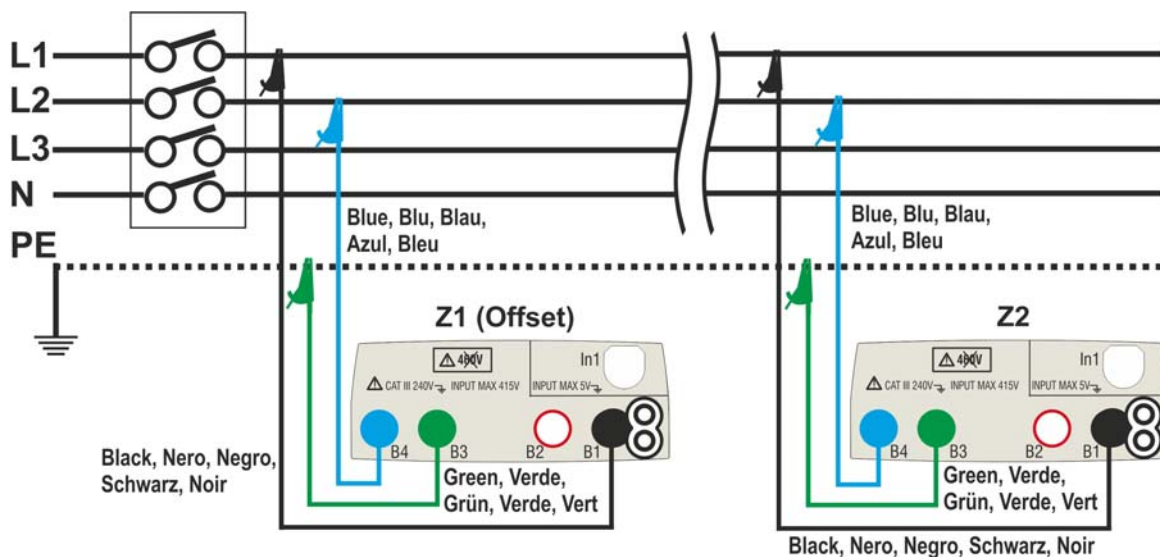 L1
L2
L3
N
PE
Blue, Blu, Blau,
Azul, Bleu
Blue, Blu, Blau,
Azul, Bleu
Z1 (Offset)
Z2
460V
In1
CAT III 240V INPUT MAX 415V
INPUT MAX 5V
B4
B3
B2
B1
460V
In1
CAT III 240V INPUT MAX 415V
INPUT MAX 5V
B4
B3
B2
B1
Black, Nero, Negro,
Schwarz, Noir
Green, Verde,
Grün, Verde, Vert
Green, Verde,
Grün, Verde, Vert
Black, Nero, Negro, Schwarz, Noir